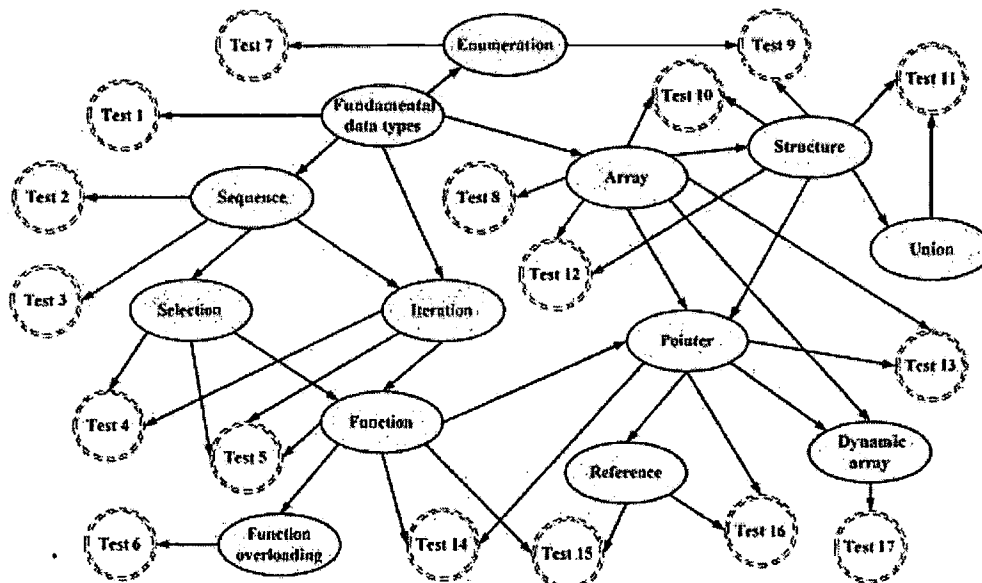 Test 7
Enumeration
Test 9
Test 10
Test 11
Test 1
Fundamental
data types
Structure
Test 2
Sequence
Test 8
Array
Union
Test 12
Test 3
Selection
Iteration
Pointer
Test 13
Test 4
Test 5
Function
Dynamic
array
Reference
Test 6
Function
overloading
Test 14
Test 15
Test 16
Test 17